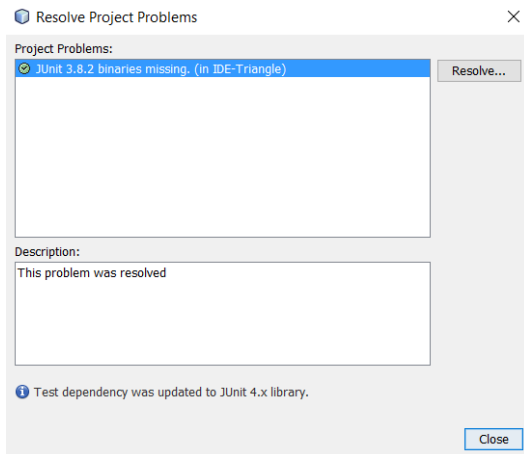 Resolve Project Problems
Project Problems:
JUnit 3.8.2 binaries missing. (in IDE-Triangle)
Resolve...
Description:
This problem was resolved
Test dependency was updated to JUnit 4.x library.
Close